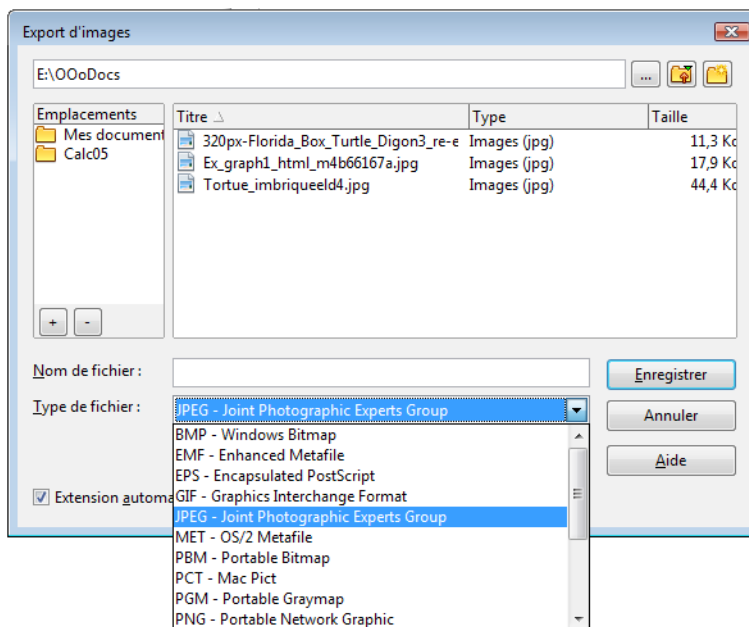 Export d'images
E:\OOoDocs
...
Emplacements
Mes document
Calc05
+ -
Titre Type Taille
320px-Florida_Box_Turtle_Digon3_re-e Images (jpg) 11,3 Kc
Ex_graph1_html_m4b66167a.jpg Images (jpg) 17,9 Kc
Tortue_imbriqueeld4.jpg Images (jpg) 44,4 Kc
Nom de fichier :
Enregistrer
Type de fichier :
JPEG - Joint Photographic Experts Group
Annuler
Aide
Extension automa
BMP - Windows Bitmap
EMF - Enhanced Metafile
EPS - Encapsulated PostScript
GIF - Graphics Interchange Format
JPEG - Joint Photographic Experts Group
MET - OS/2 Metafile
PBM - Portable Bitmap
PCT - Mac Pict
PGM - Portable Graymap
PNG - Portable Network Graphic